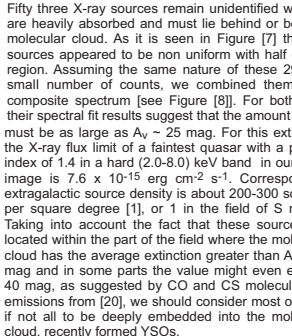 Fifty three X-ray sources remain unidentified w
are heavily absorbed and must lie behind or be
molecular cloud. As it is seen in Figure [7] th
sources appeared to be non uniform with half
region. Assuming the same nature of these 29
small number of counts, we combined them
composite spectrum [see Figure [8]]. For both
their spectral fit results suggest that the amount
must be as large as Aᵥ ~ 25 mag. For this ext
the X-ray flux limit of a faintest quasar with a p
index of 1.4 in a hard (2.0-8.0) keV band in our
image is 7.6 x 10⁻¹⁵ erg cm⁻² s⁻¹. Correspo
extragalactic source density is about 200-300 so
per square degree [1], or 1 in the field of S r
Taking into account the fact that these source
located within the part of the field where the mol
cloud has the average extinction greater than A
mag and in some parts the value might even e
40 mag, as suggested by CO and CS molecul
emissions from [20], we should consider most o
if not all to be deeply embedded into the mol
cloud, recently formed YSOs.